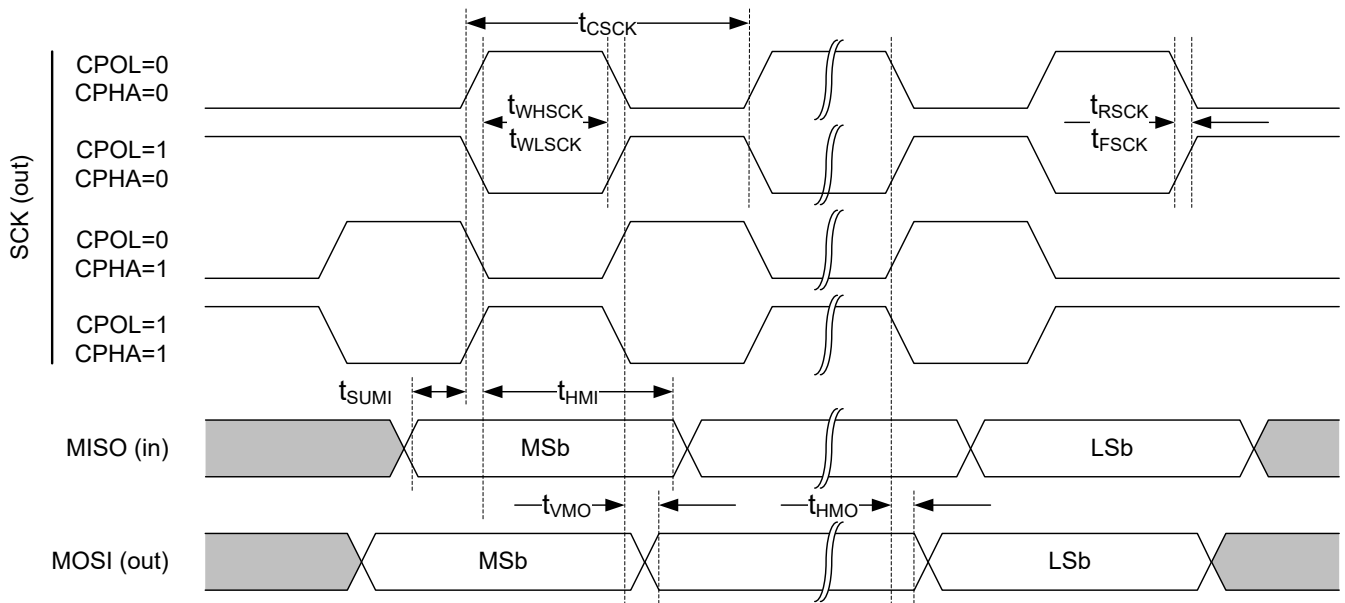 tCSCK
SCK (out)
CPOL=0
CPHA=0
tWHSCK
tWLSCK
tRSCK
tFSCK
CPOL=1
CPHA=0
CPOL=0
CPHA=1
CPOL=1
CPHA=1
tSUMI
tHMI
MISO (in)
MSb
LSb
tVMO
tHMO
MOSI (out)
MSb
LSb